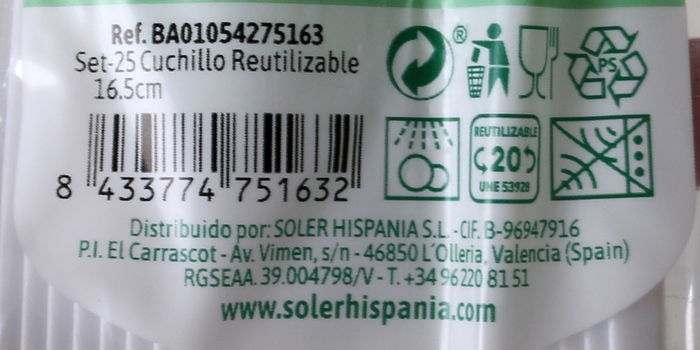 Ref. BA01054275163
Set-25 Cuchillo Reutilizable
16.5cm
8 433774 751632
®
PS
REUTILIZABLE
20
UNE 53928
Distribuido por: SOLER HISPANIA S.L. -CIF. B-96947916
P.I. El Carrascot - Av. Vimen, s/n - 46850 L'Olleria, Valencia (Spain)
RGSEAA. 39.004798/V - T. +34 96 220 81 51
www.solerhispania.com